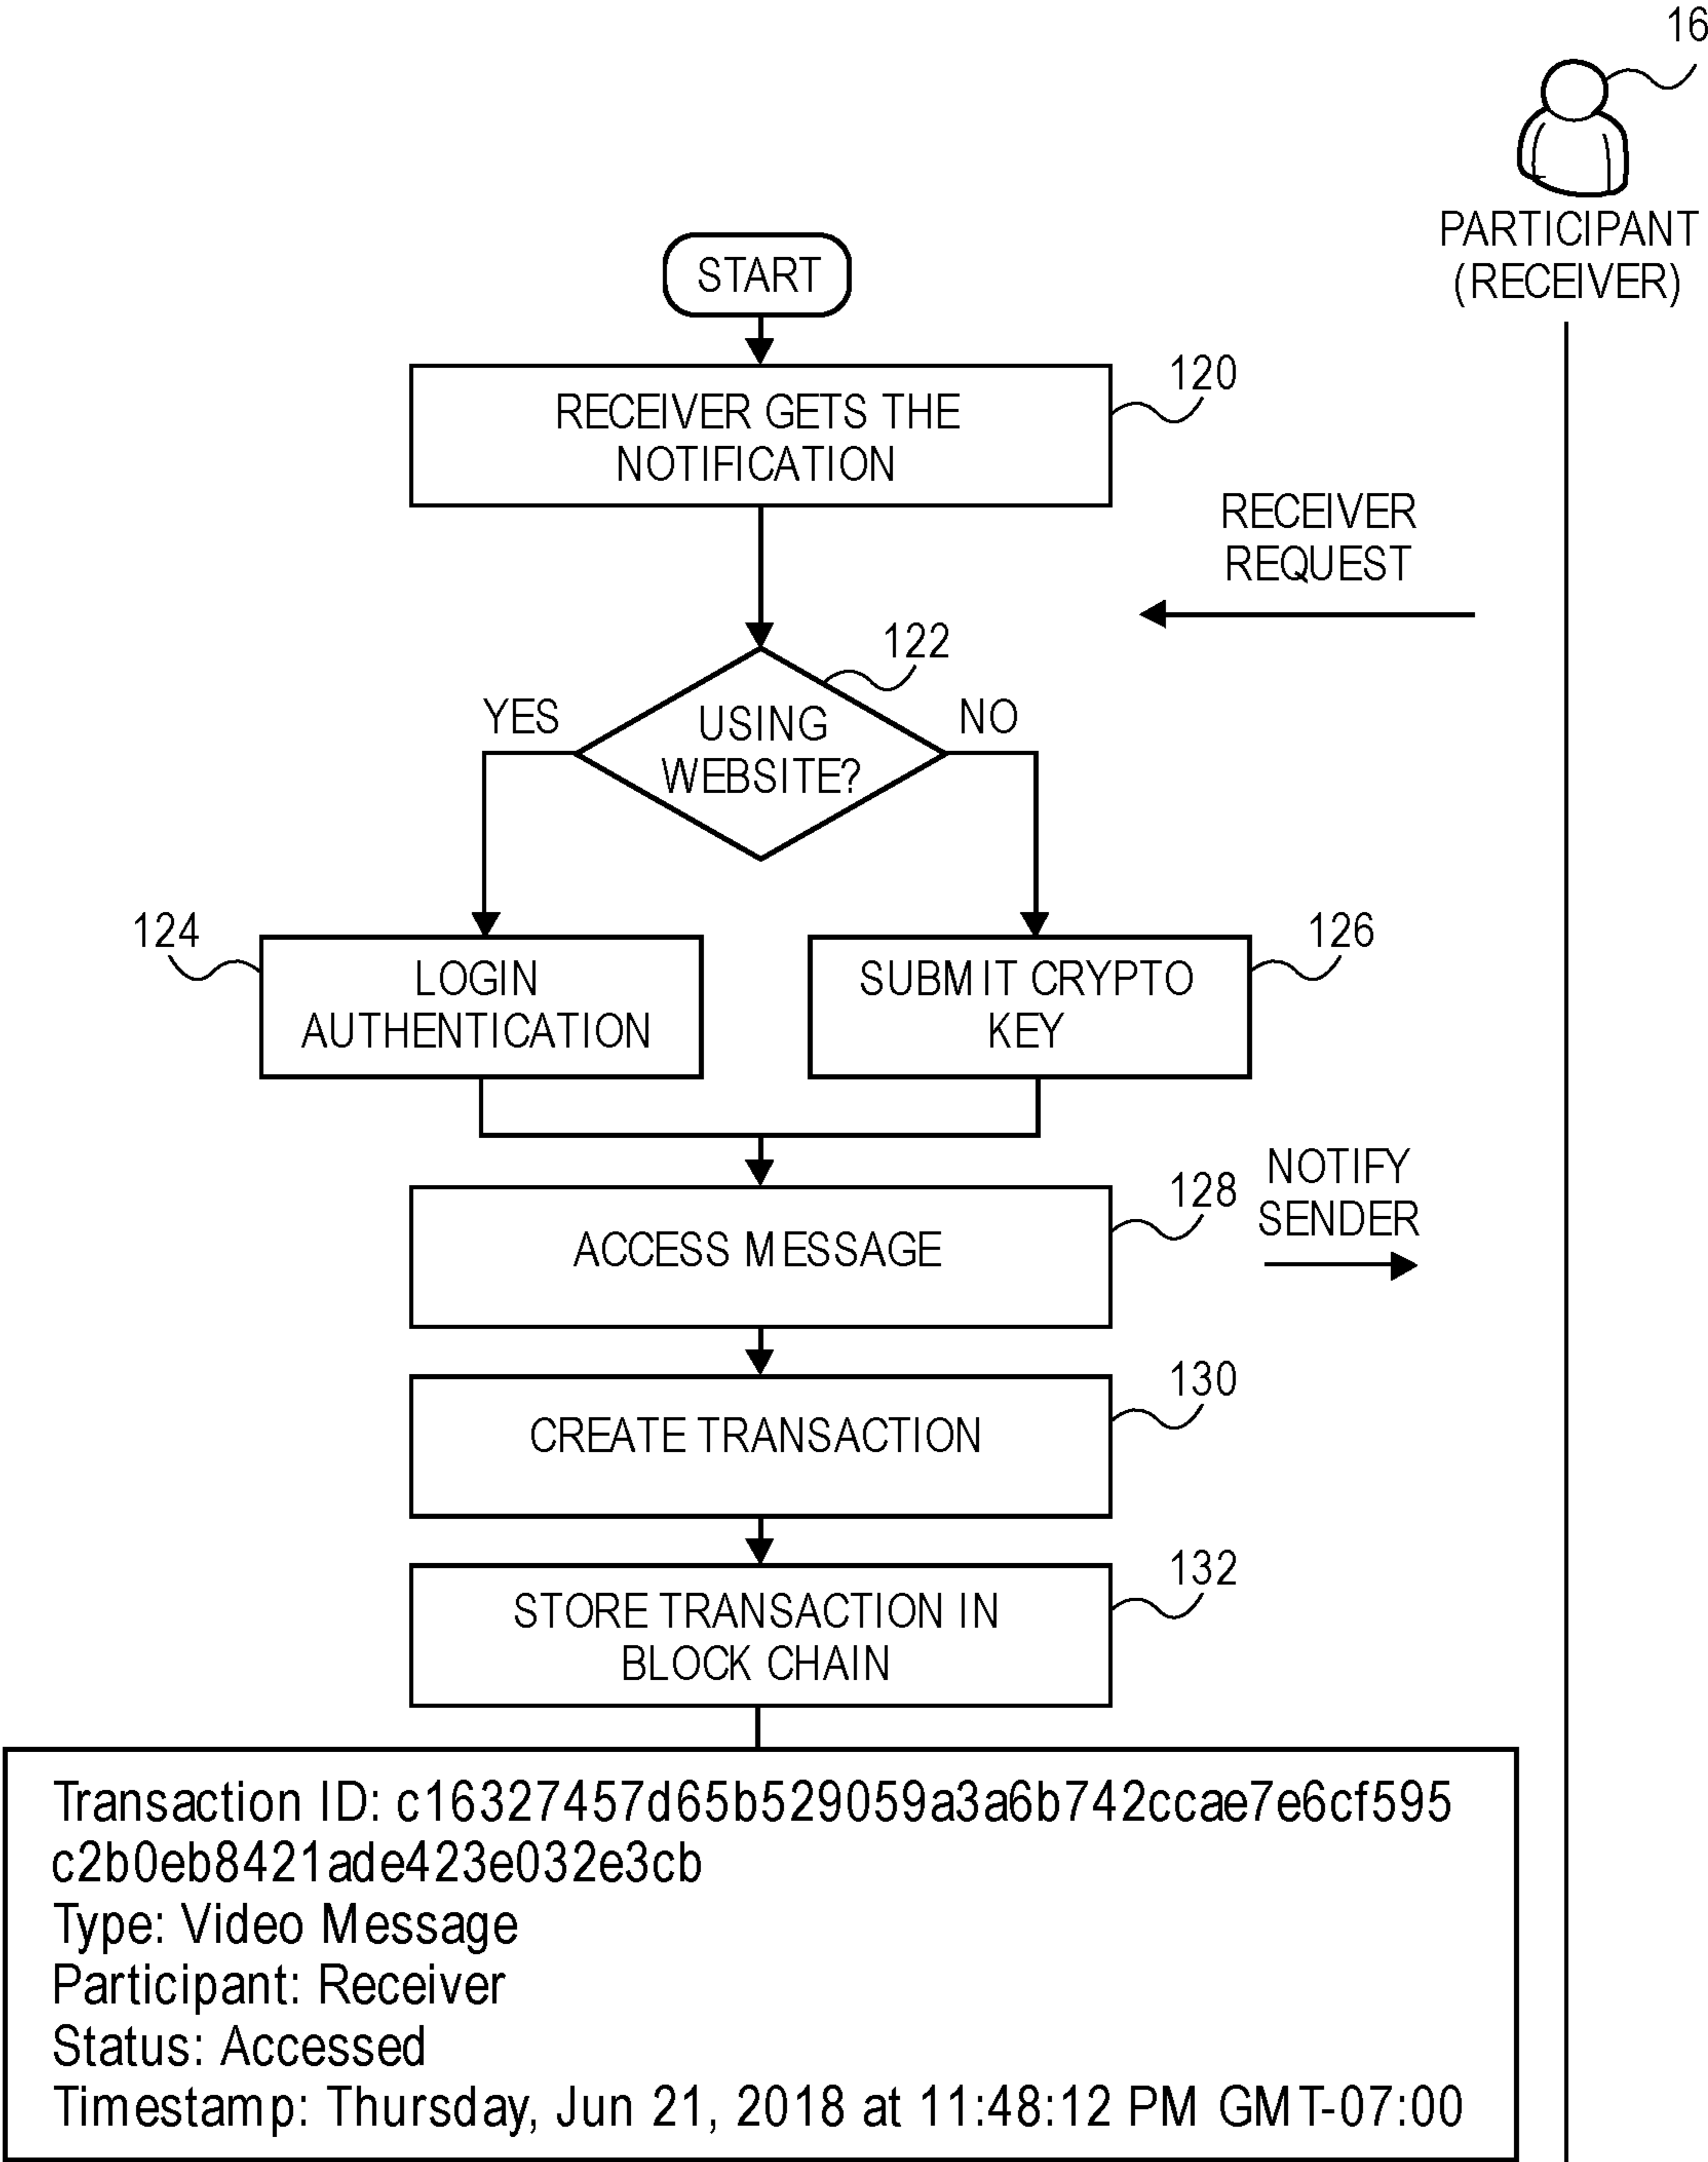 16
PARTICIPANT
(RECEIVER)
START
120
RECEIVER GETS THE
NOTIFICATION
RECEIVER
REQUEST
122
YES
USING
WEBSITE?
NO
124
LOGIN
AUTHENTICATION
126
SUBMIT CRYPTO
KEY
128
NOTIFY
SENDER
ACCESS MESSAGE
130
CREATE TRANSACTION
132
STORE TRANSACTION IN
BLOCK CHAIN
Transaction ID: c16327457d65b529059a3a6b742ccae7e6cf595
c2b0eb8421ade423e032e3cb
Type: Video Message
Participant: Receiver
Status: Accessed
Timestamp: Thursday, Jun 21, 2018 at 11:48:12 PM GMT-07:00